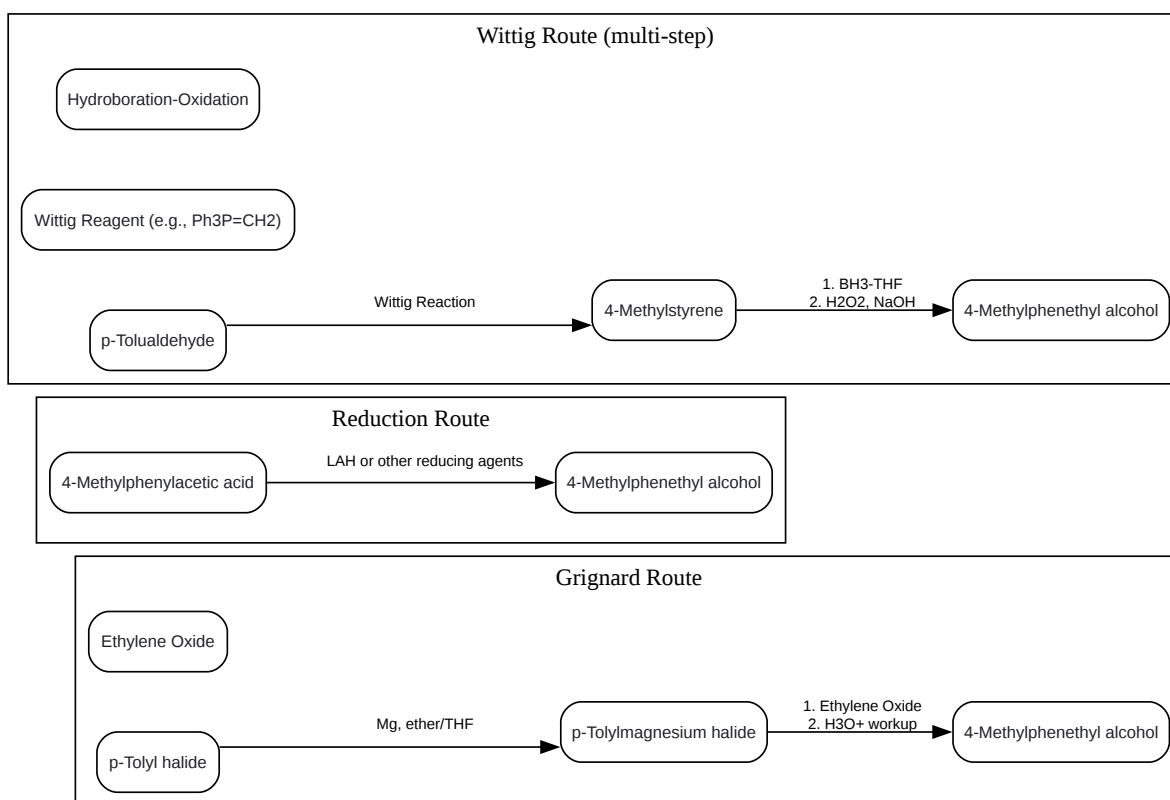 Wittig Route (multi-step)
Hydroboration-Oxidation
Wittig Reagent (e.g., Ph3P=CH2)
p-Tolualdehyde
Wittig Reaction
4-Methylstyrene
1. BH3-THF
2. H2O2, NaOH
4-Methylphenethyl alcohol
Reduction Route
4-Methylphenylacetic acid
LAH or other reducing agents
4-Methylphenethyl alcohol
Grignard Route
Ethylene Oxide
p-Tolyl halide
Mg, ether/THF
p-Tolylmagnesium halide
1. Ethylene Oxide
2. H3O+ workup
4-Methylphenethyl alcohol